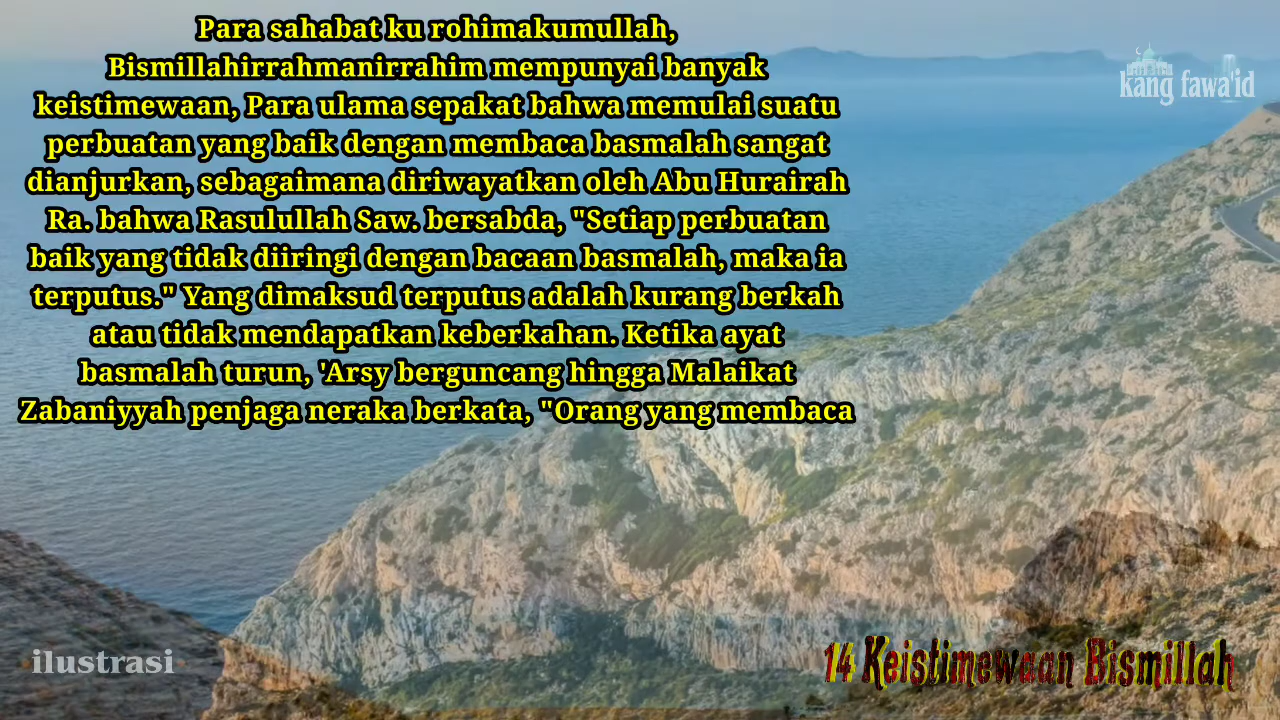 Para sahabat ku rohimakumullah,
Bismillahirrahmanirrahim mempunyai banyak
keistimewaan, Para ulama sepakat bahwa memulai suatu
perbuatan yang baik dengan membaca basmalah sangat
dianjurkan, sebagaimana diriwayatkan oleh Abu Hurairah
Ra. bahwa Rasulullah Saw. bersabda, "Setiap perbuatan
baik yang tidak diiringi dengan bacaan basmalah, maka ia
terputus." Yang dimaksud terputus adalah kurang berkah
atau tidak mendapatkan keberkahan. Ketika ayat
basmalah turun, 'Arsy berguncang hingga Malaikat
Zabaniyyah penjaga neraka berkata, "Orang yang membaca
kang fawa'id
ilustrasi
14 Keistimewaan Bismillah